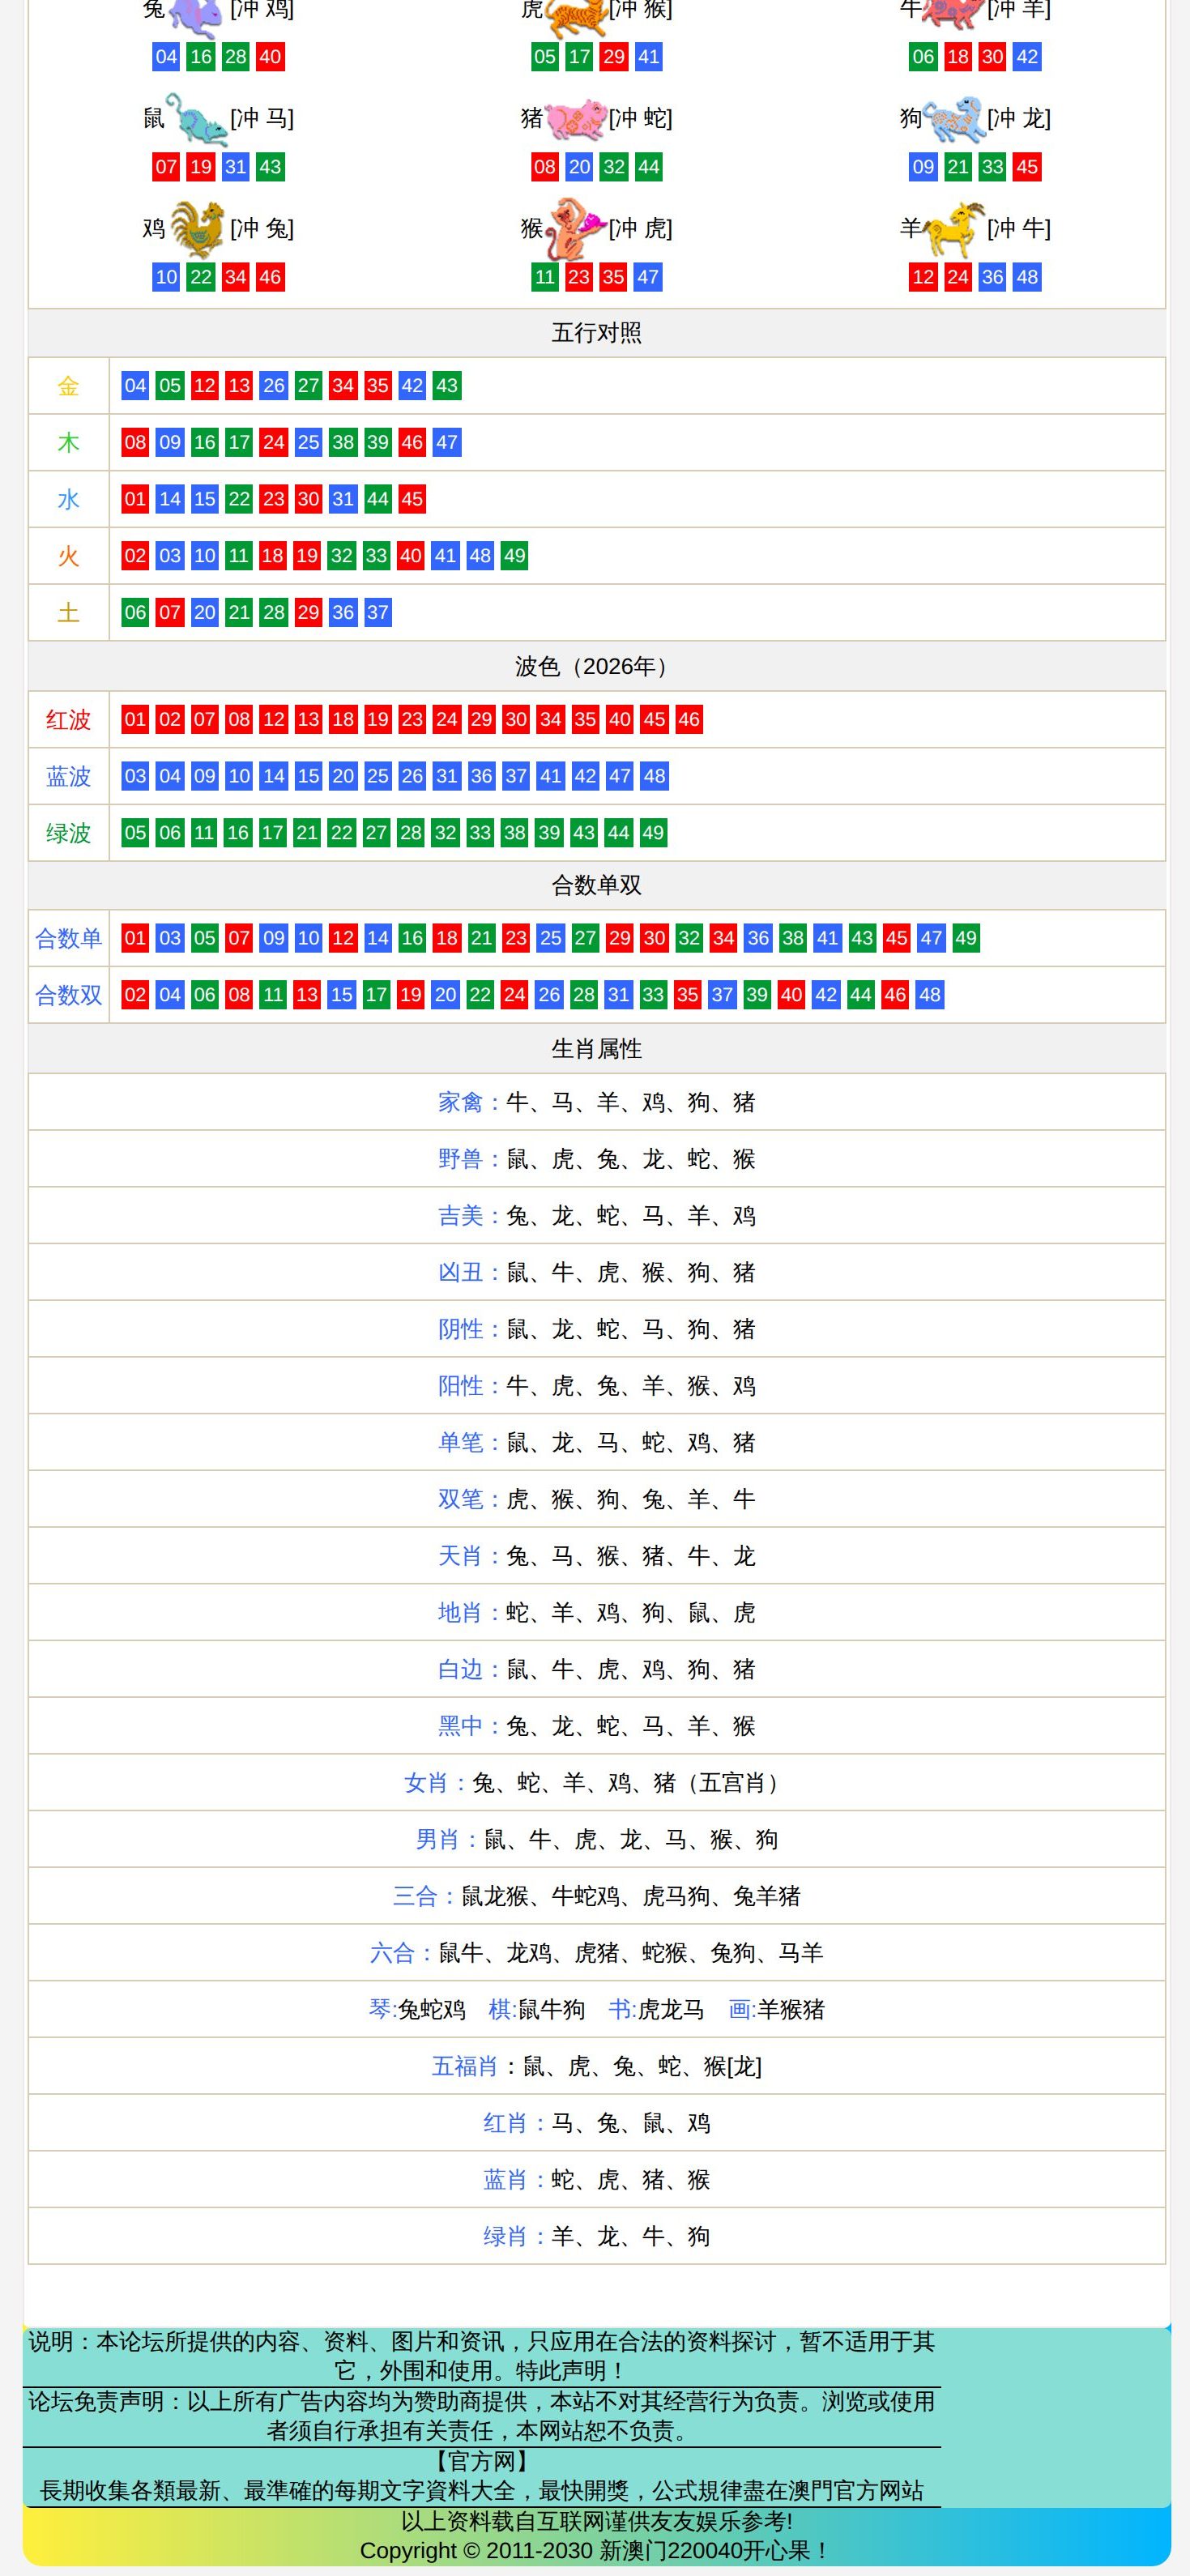 兔 [冲 鸡] 虎 [冲 猴] 牛 [冲 羊]
04 16 28 40 05 17 29 41 06 18 30 42
鼠 [冲 马] 猪 [冲 蛇] 狗 [冲 龙]
07 19 31 43 08 20 32 44 09 21 33 45
鸡 [冲 兔] 猴 [冲 虎] 羊 [冲 牛]
10 22 34 46 11 23 35 47 12 24 36 48
五行对照
金 04 05 12 13 26 27 34 35 42 43
木 08 09 16 17 24 25 38 39 46 47
水 01 14 15 22 23 30 31 44 45
火 02 03 10 11 18 19 32 33 40 41 48 49
土 06 07 20 21 28 29 36 37
波色（2026年）
红波 01 02 07 08 12 13 18 19 23 24 29 30 34 35 40 45 46
蓝波 03 04 09 10 14 15 20 25 26 31 36 37 41 42 47 48
绿波 05 06 11 16 17 21 22 27 28 32 33 38 39 43 44 49
合数单双
合数单 01 03 05 07 09 10 12 14 16 18 21 23 25 27 29 30 32 34 36 38 41 43 45 47 49
合数双 02 04 06 08 11 13 15 17 19 20 22 24 26 28 31 33 35 37 39 40 42 44 46 48
生肖属性
家禽：牛、马、羊、鸡、狗、猪
野兽：鼠、虎、兔、龙、蛇、猴
吉美：兔、龙、蛇、马、羊、鸡
凶丑：鼠、牛、虎、猴、狗、猪
阴性：鼠、龙、蛇、马、狗、猪
阳性：牛、虎、兔、羊、猴、鸡
单笔：鼠、龙、马、蛇、鸡、猪
双笔：虎、猴、狗、兔、羊、牛
天肖：兔、马、猴、猪、牛、龙
地肖：蛇、羊、鸡、狗、鼠、虎
白边：鼠、牛、虎、鸡、狗、猪
黑中：兔、龙、蛇、马、羊、猴
女肖：兔、蛇、羊、鸡、猪（五宫肖）
男肖：鼠、牛、虎、龙、马、猴、狗
三合：鼠龙猴、牛蛇鸡、虎马狗、兔羊猪
六合：鼠牛、龙鸡、虎猪、蛇猴、兔狗、马羊
琴:兔蛇鸡 棋:鼠牛狗 书:虎龙马 画:羊猴猪
五福肖：鼠、虎、兔、蛇、猴[龙]
红肖：马、兔、鼠、鸡
蓝肖：蛇、虎、猪、猴
绿肖：羊、龙、牛、狗
说明：本论坛所提供的内容、资料、图片和资讯，只应用在合法的资料探讨，暂不适用于其
它，外围和使用。特此声明！
论坛免责声明：以上所有广告内容均为赞助商提供，本站不对其经营行为负责。浏览或使用
者须自行承担有关责任，本网站恕不负责。
【官方网】
長期收集各類最新、最準確的每期文字資料大全，最快開獎，公式規律盡在澳門官方网站
以上资料载自互联网谨供友友娱乐参考!
Copyright © 2011-2030 新澳门220040开心果！